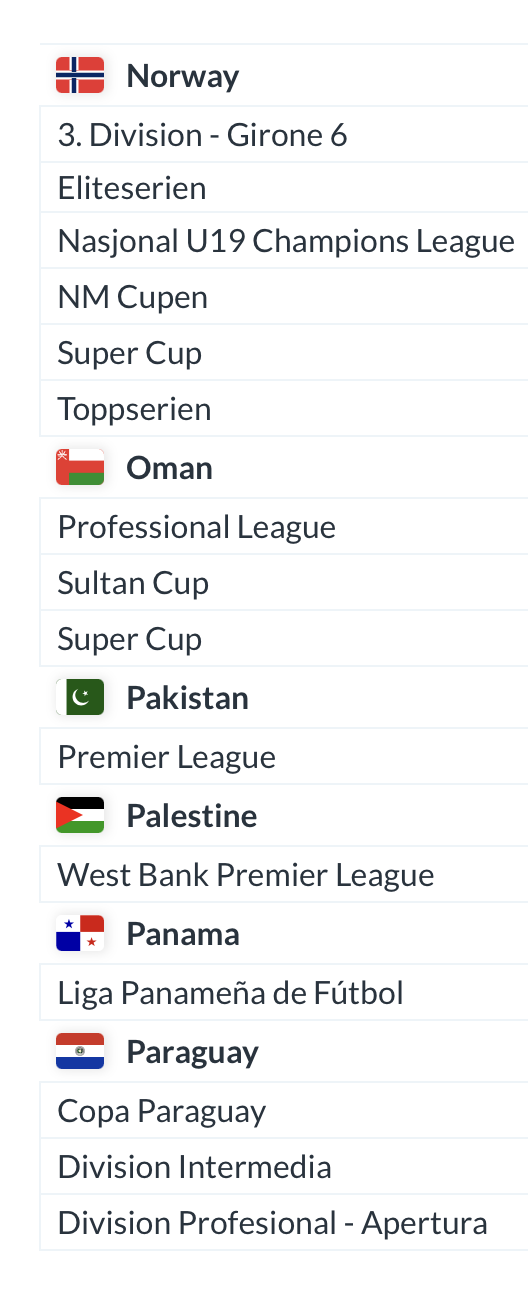 Norway
3. Division - Girone 6
Eliteserien
Nasjonal U19 Champions League
NM Cupen
Super Cup
Toppserien
Oman
Professional League
Sultan Cup
Super Cup
Pakistan
Premier League
Palestine
West Bank Premier League
Panama
Liga Panameña de Fútbol
Paraguay
Copa Paraguay
Division Intermedia
Division Profesional - Apertura